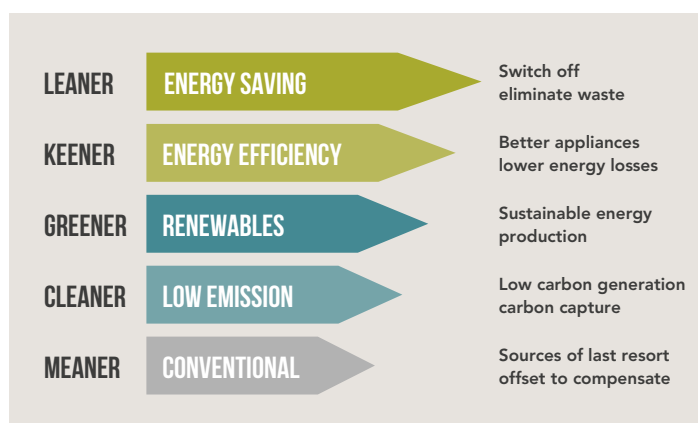 LEANER
ENERGY SAVING
Switch off
eliminate waste
KEENER
ENERGY EFFICIENCY
Better appliances
lower energy losses
GREENER
RENEWABLES
Sustainable energy
production
CLEANER
LOW EMISSION
Low carbon generation
carbon capture
MEANER
CONVENTIONAL
Sources of last resort
offset to compensate